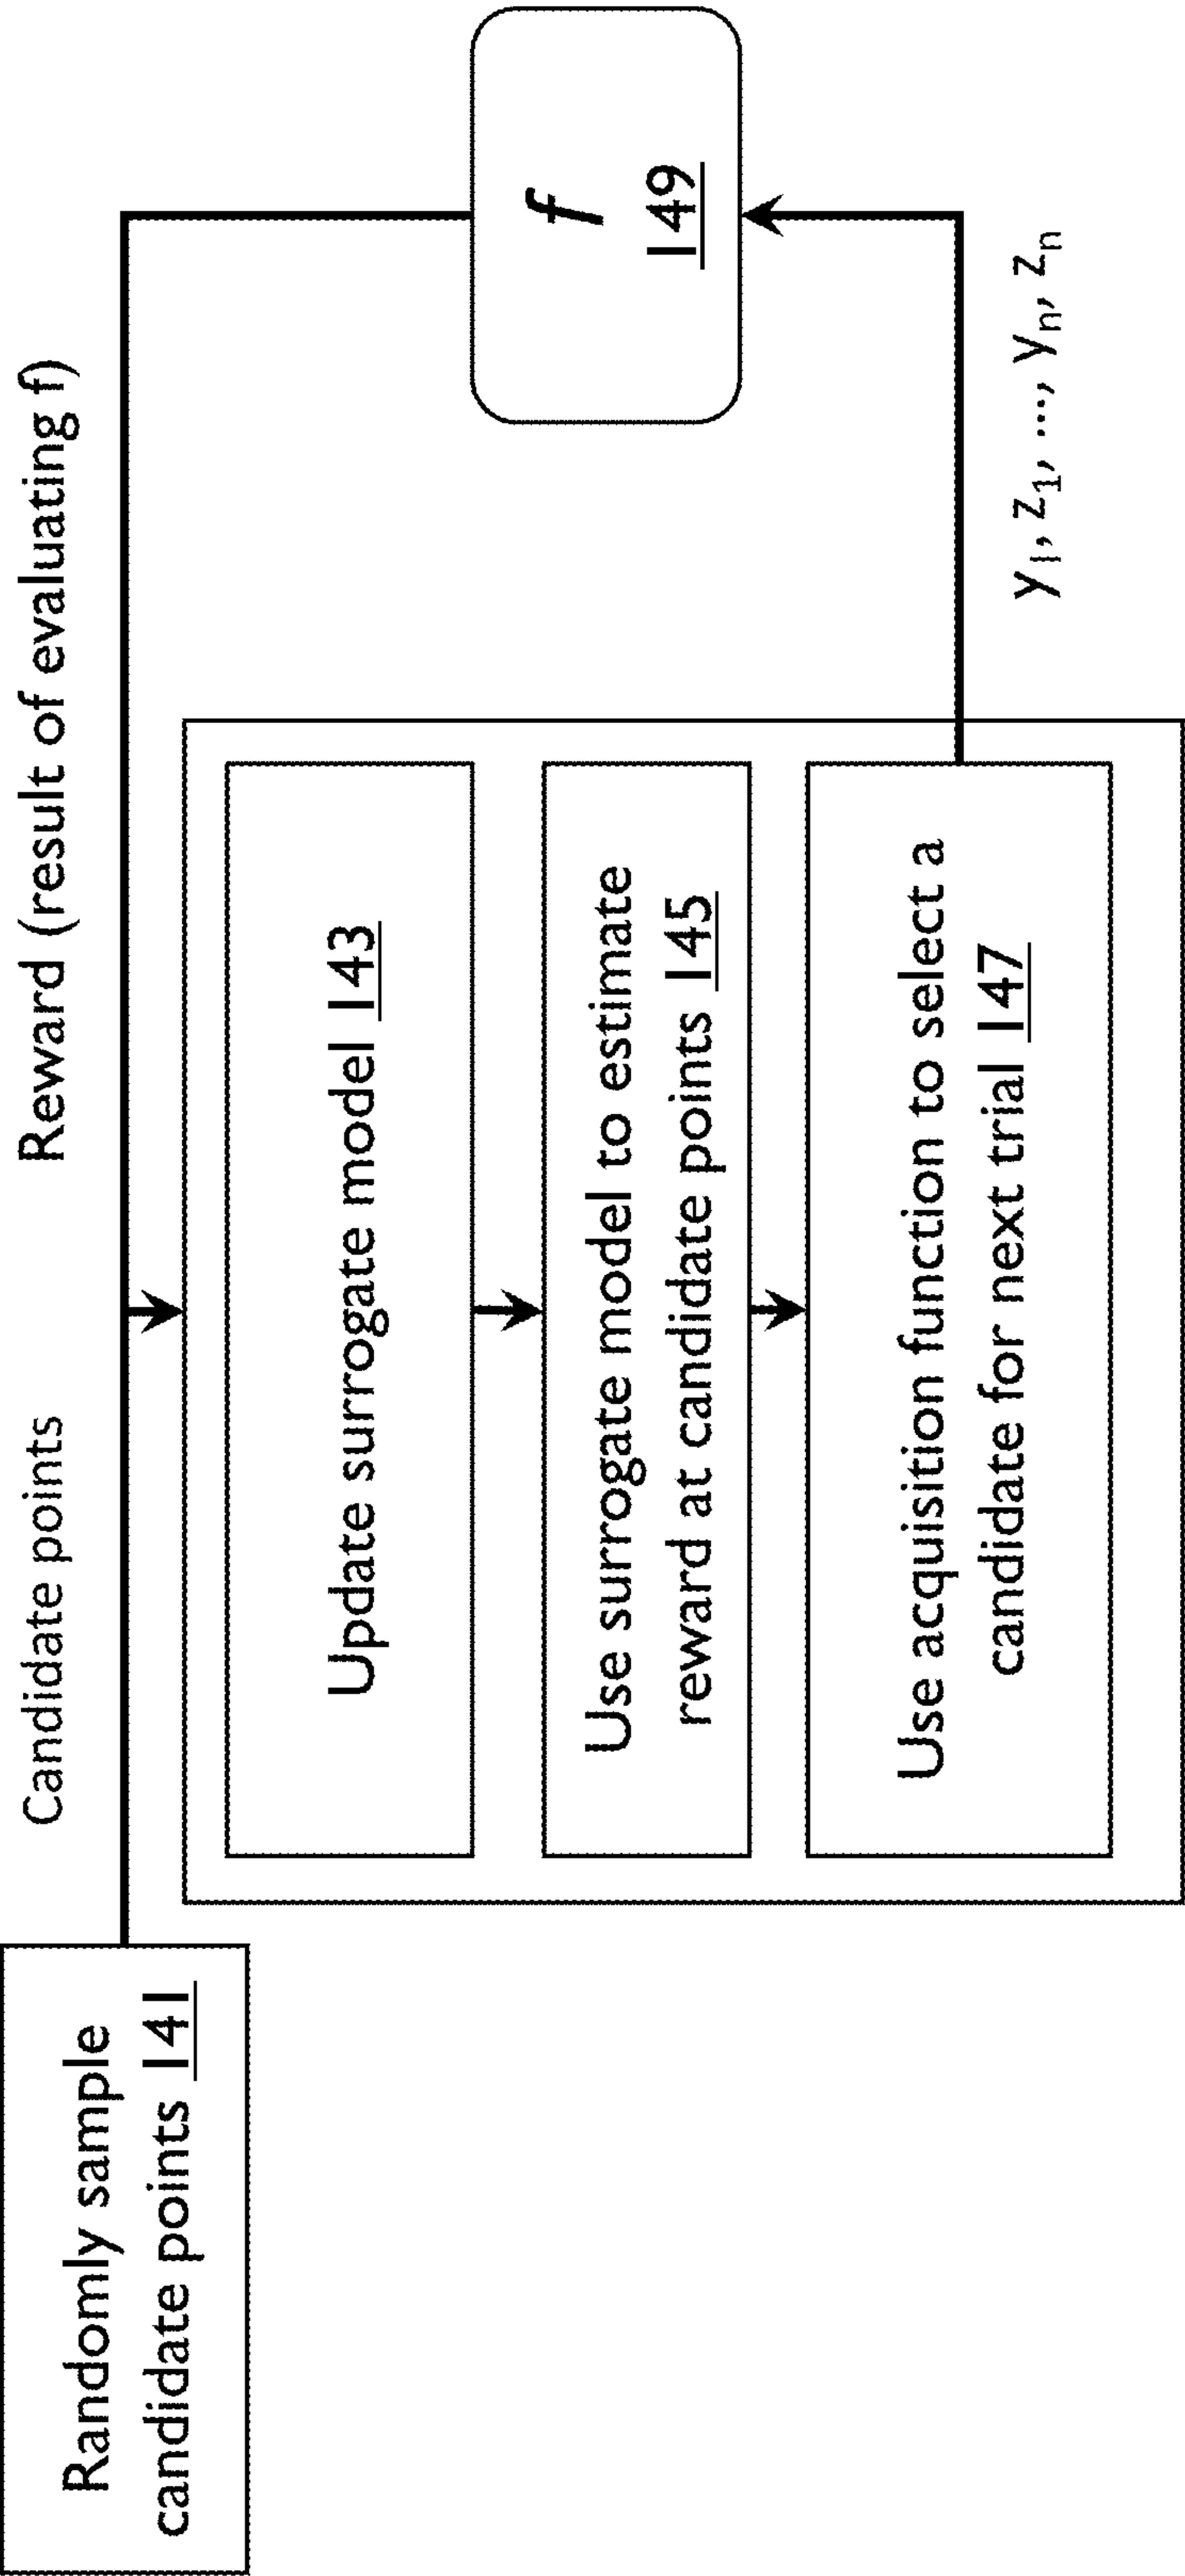 Randomly sample
candidate points 141
Candidate points
Reward (result of evaluating f)
Update surrogate model 143
Use surrogate model to estimate
reward at candidate points 145
Use acquisition function to select a
candidate for next trial 147
f
149
y₁, z₁, ..., yₙ, zₙ